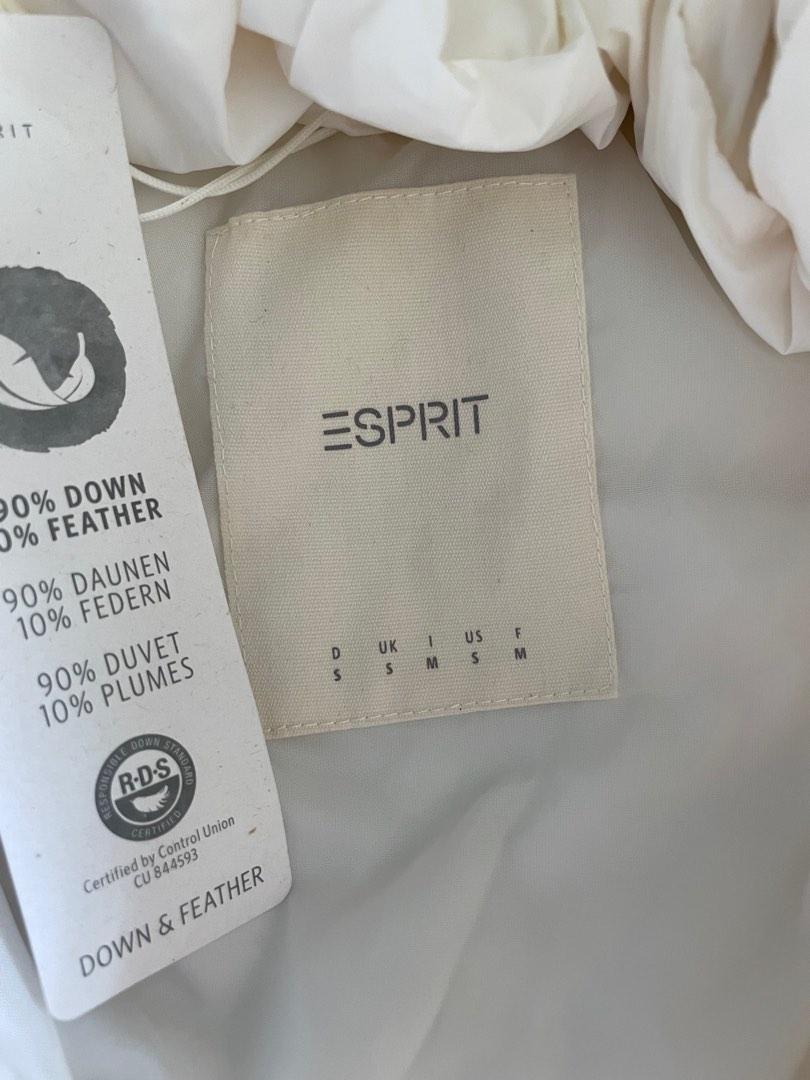 RIT
90% DOWN
0% FEATHER
90% DAUNEN
10% FEDERN
90% DUVET
10% PLUMES
RESPONSIBLE DOWN STANDARD
R·D·S
CERTIFIED
Certified by Control Union
CU 844593
DOWN & FEATHER
ESPRIT
D UK I US F
S S M S M